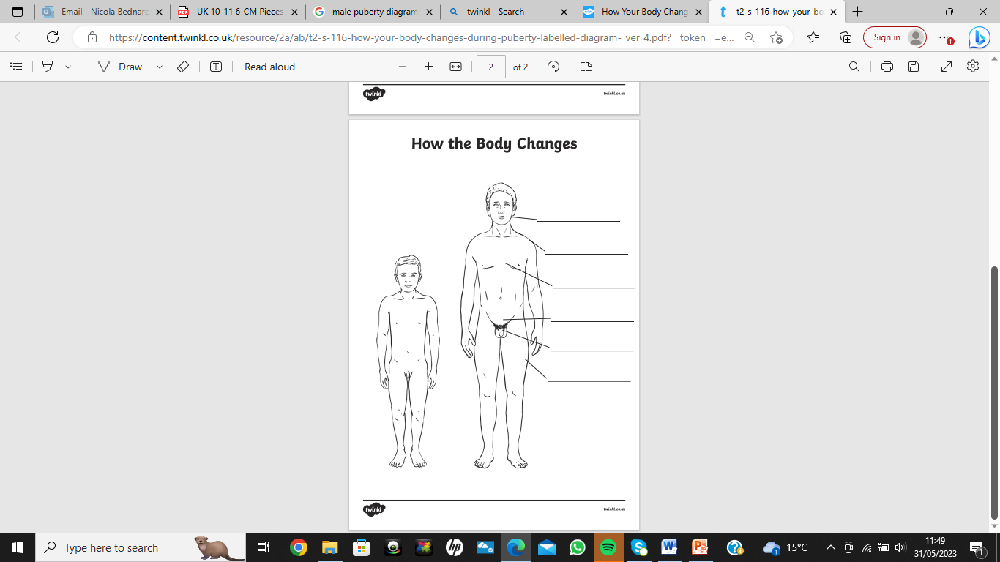 Email - Nicola Bednarc
UK 10-11 6-CM Pieces
male puberty diagram
twinkl - Search
How Your Body Chang
t2-s-116-how-your-bo
https://content.twinkl.co.uk/resource/2a/ab/t2-s-116-how-your-body-changes-during-puberty-labelled-diagram-_ver_4.pdf?__token__=e...
Sign in
Draw
Read aloud
2
of 2
twinkl
twinkl.co.uk
How the Body Changes
twinkl
twinkl.co.uk
Type here to search
15°C
11:49
31/05/2023
1